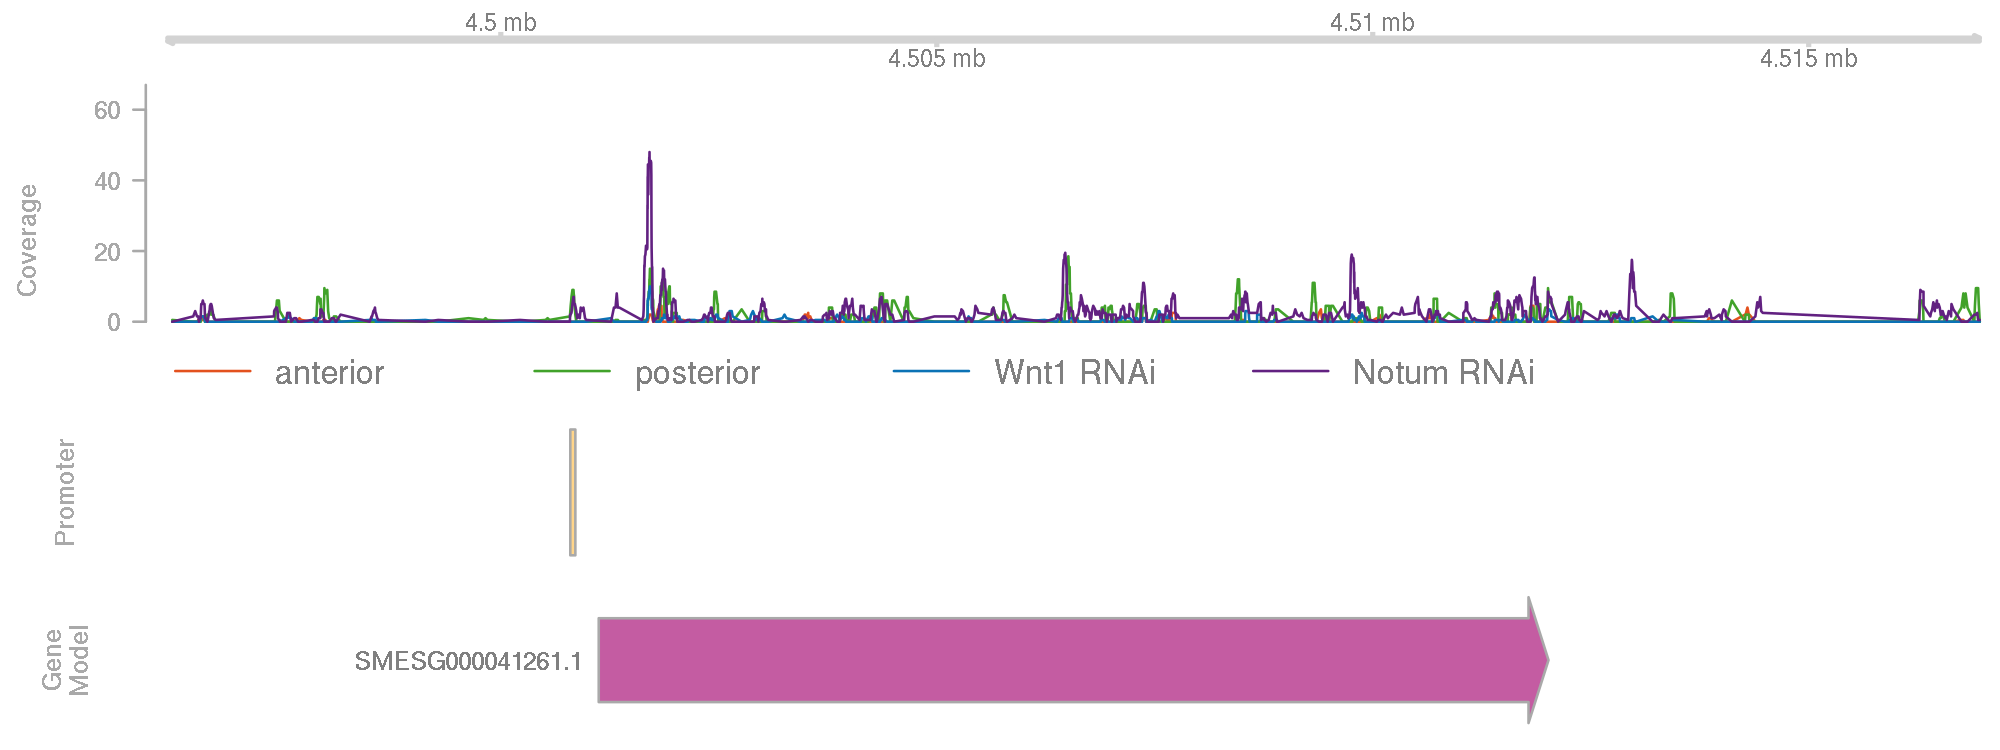 4.5 mb
4.51 mb
4.505 mb
4.515 mb
60
40
20
0
Coverage
anterior
posterior
Wnt1 RNAi
Notum RNAi
Promoter
Gene
Model
SMESG000041261.1